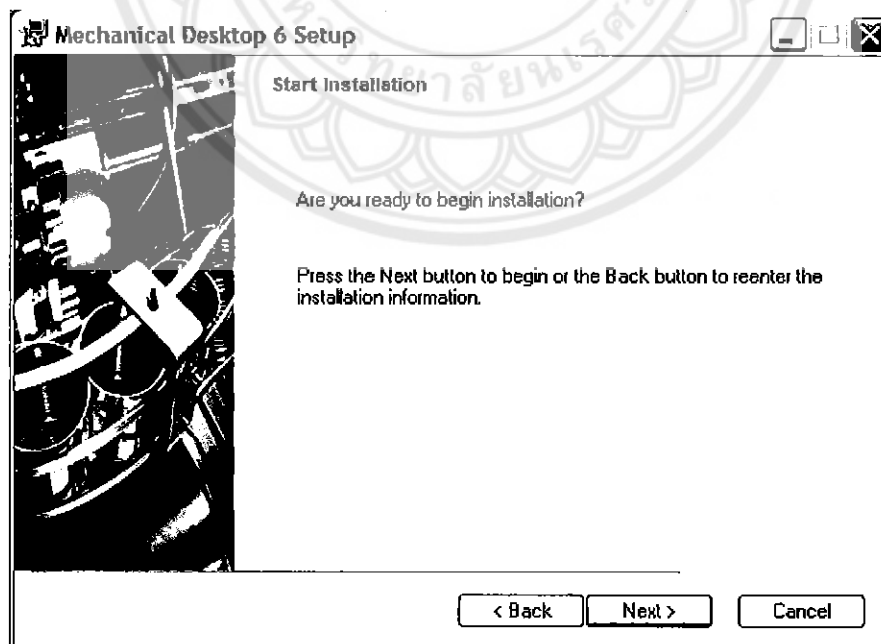 Mechanical Desktop 6 Setup
Start Installation
Are you ready to begin installation?
Press the Next button to begin or the Back button to reenter the
installation information.
< Back
Next >
Cancel